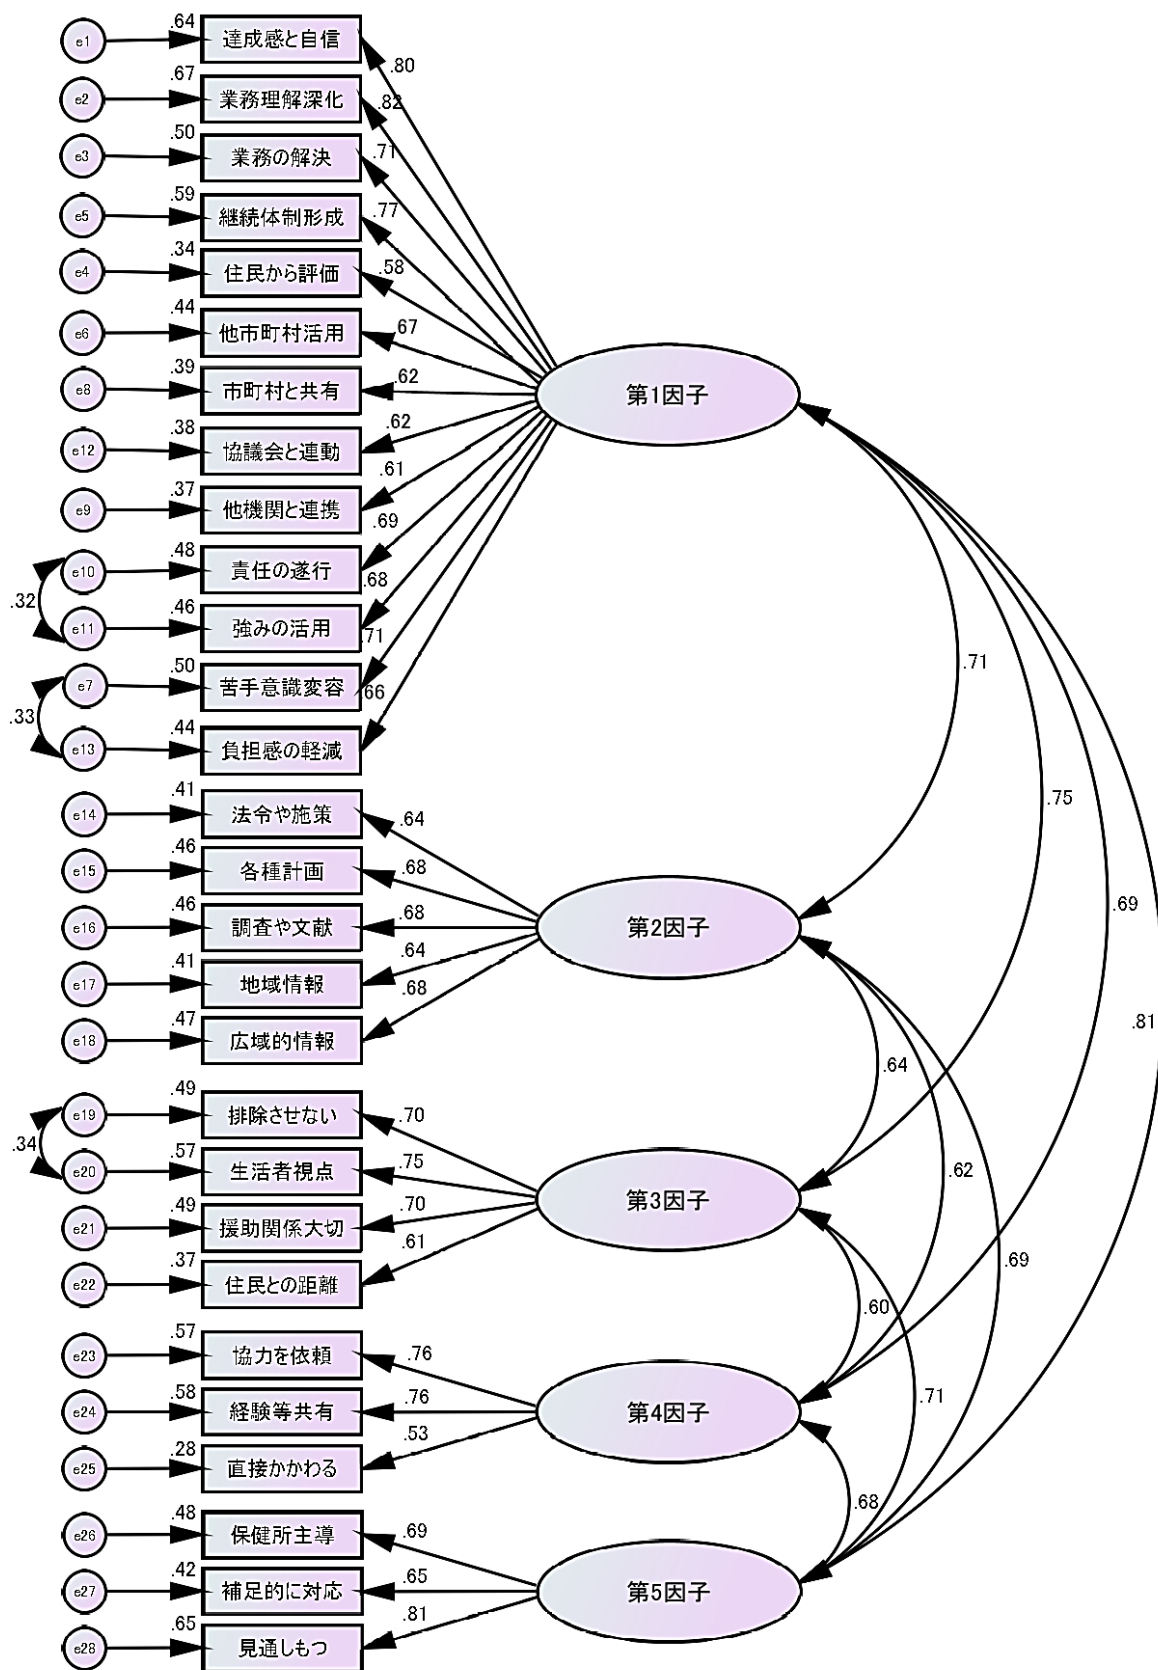 .64
e1
達成感と自信
.80
.67
e2
業務理解深化
.82
.50
e3
業務の解決
.71
.59
e5
継続体制形成
.77
.34
e4
住民から評価
.58
.44
e6
他市町村活用
.67
.39
e8
市町村と共有
.62
第1因子
.38
e12
協議会と連動
.62
.37
e9
他機関と連携
.61
.48
e10
責任の遂行
.69
.32
.46
e11
強みの活用
.68
.50
e7
苦手意識変容
.71
.33
.44
e13
負担感の軽減
.66
.71
.75
.69
.81
.41
e14
法令や施策
.64
.46
e15
各種計画
.68
.46
e16
調査や文献
.68
第2因子
.41
e17
地域情報
.64
.47
e18
広域的情報
.68
.64
.62
.69
.49
e19
排除させない
.70
.34
.57
e20
生活者視点
.75
第3因子
.49
e21
援助関係大切
.70
.37
e22
住民との距離
.61
.60
.71
.57
e23
協力を依頼
.76
.58
e24
経験等共有
.76
第4因子
.28
e25
直接かかわる
.53
.68
.48
e26
保健所主導
.69
.42
e27
補足的に対応
.65
第5因子
.65
e28
見通しもつ
.81